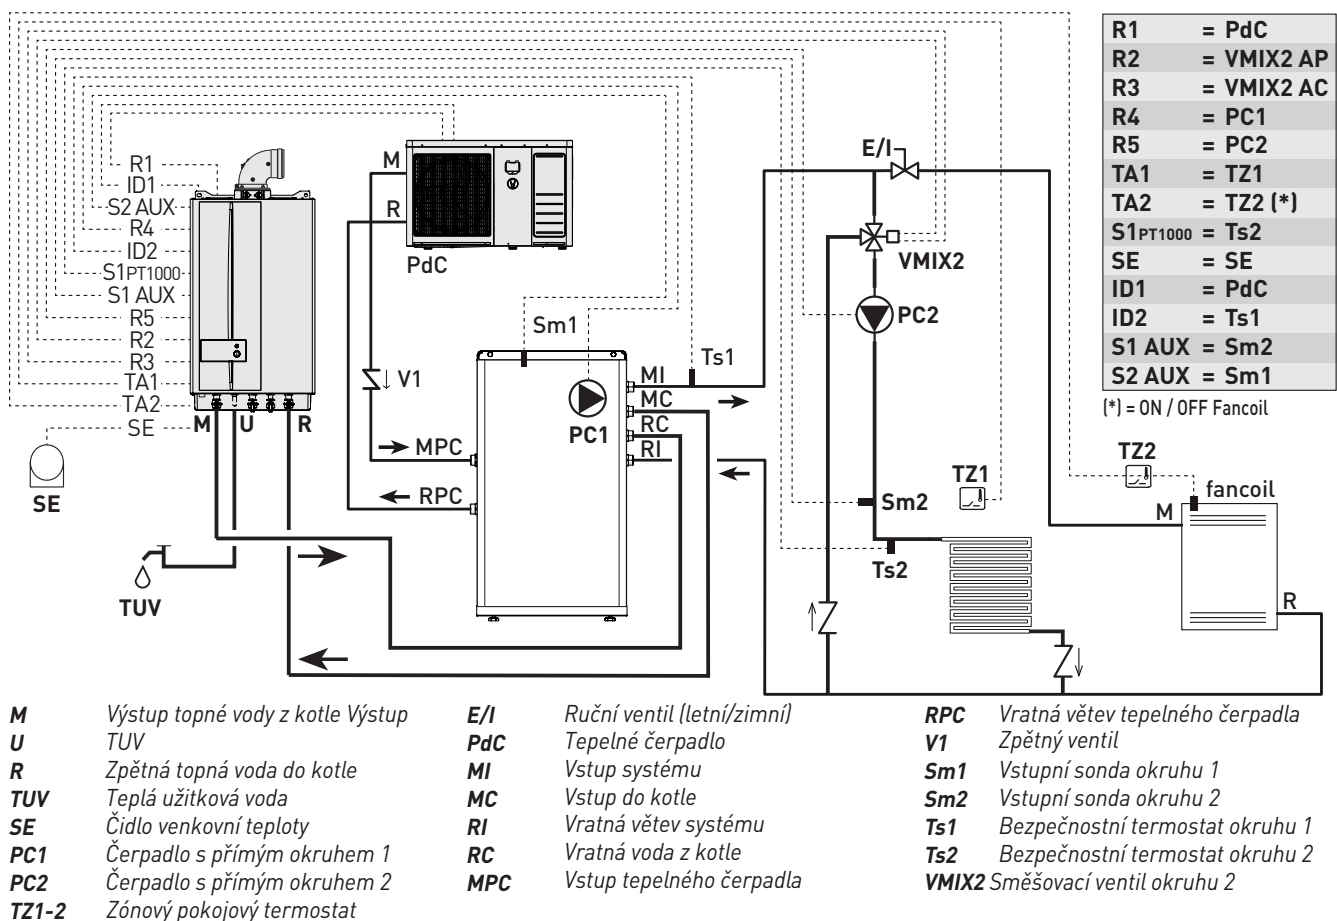 R1 = PdC
R2 = VMIX2 AP
R3 = VMIX2 AC
R4 = PC1
R5 = PC2
TA1 = TZ1
TA2 = TZ2 (*)
S1PT1000 = Ts2
SE = SE
ID1 = PdC
ID2 = Ts1
S1 AUX = Sm2
S2 AUX = Sm1
(*) = ON / OFF Fancoil
R1
ID1
S2 AUX
R4
ID2
S1PT1000
S1 AUX
R5
R2
R3
TA1
TA2
SE
M
U
R
SE
TUV
M
R
PdC
V1
MPC
RPC
Sm1
PC1
MI
MC
RC
RI
Ts1
E/I
VMIX2
PC2
Sm2
Ts2
TZ1
TZ2
fancoil
M
R
M Výstup topné vody z kotle Výstup
U TUV
R Zpětná topná voda do kotle
TUV Teplá užitková voda
SE Čidlo venkovní teploty
PC1 Čerpadlo s přímým okruhem 1
PC2 Čerpadlo s přímým okruhem 2
TZ1-2 Zónový pokojový termostat
E/I Ruční ventil (letní/zimní)
PdC Tepelné čerpadlo
MI Vstup systému
MC Vstup do kotle
RI Vratná větev systému
RC Vratná voda z kotle
MPC Vstup tepelného čerpadla
RPC Vratná větev tepelného čerpadla
V1 Zpětný ventil
Sm1 Vstupní sonda okruhu 1
Sm2 Vstupní sonda okruhu 2
Ts1 Bezpečnostní termostat okruhu 1
Ts2 Bezpečnostní termostat okruhu 2
VMIX2 Směšovací ventil okruhu 2